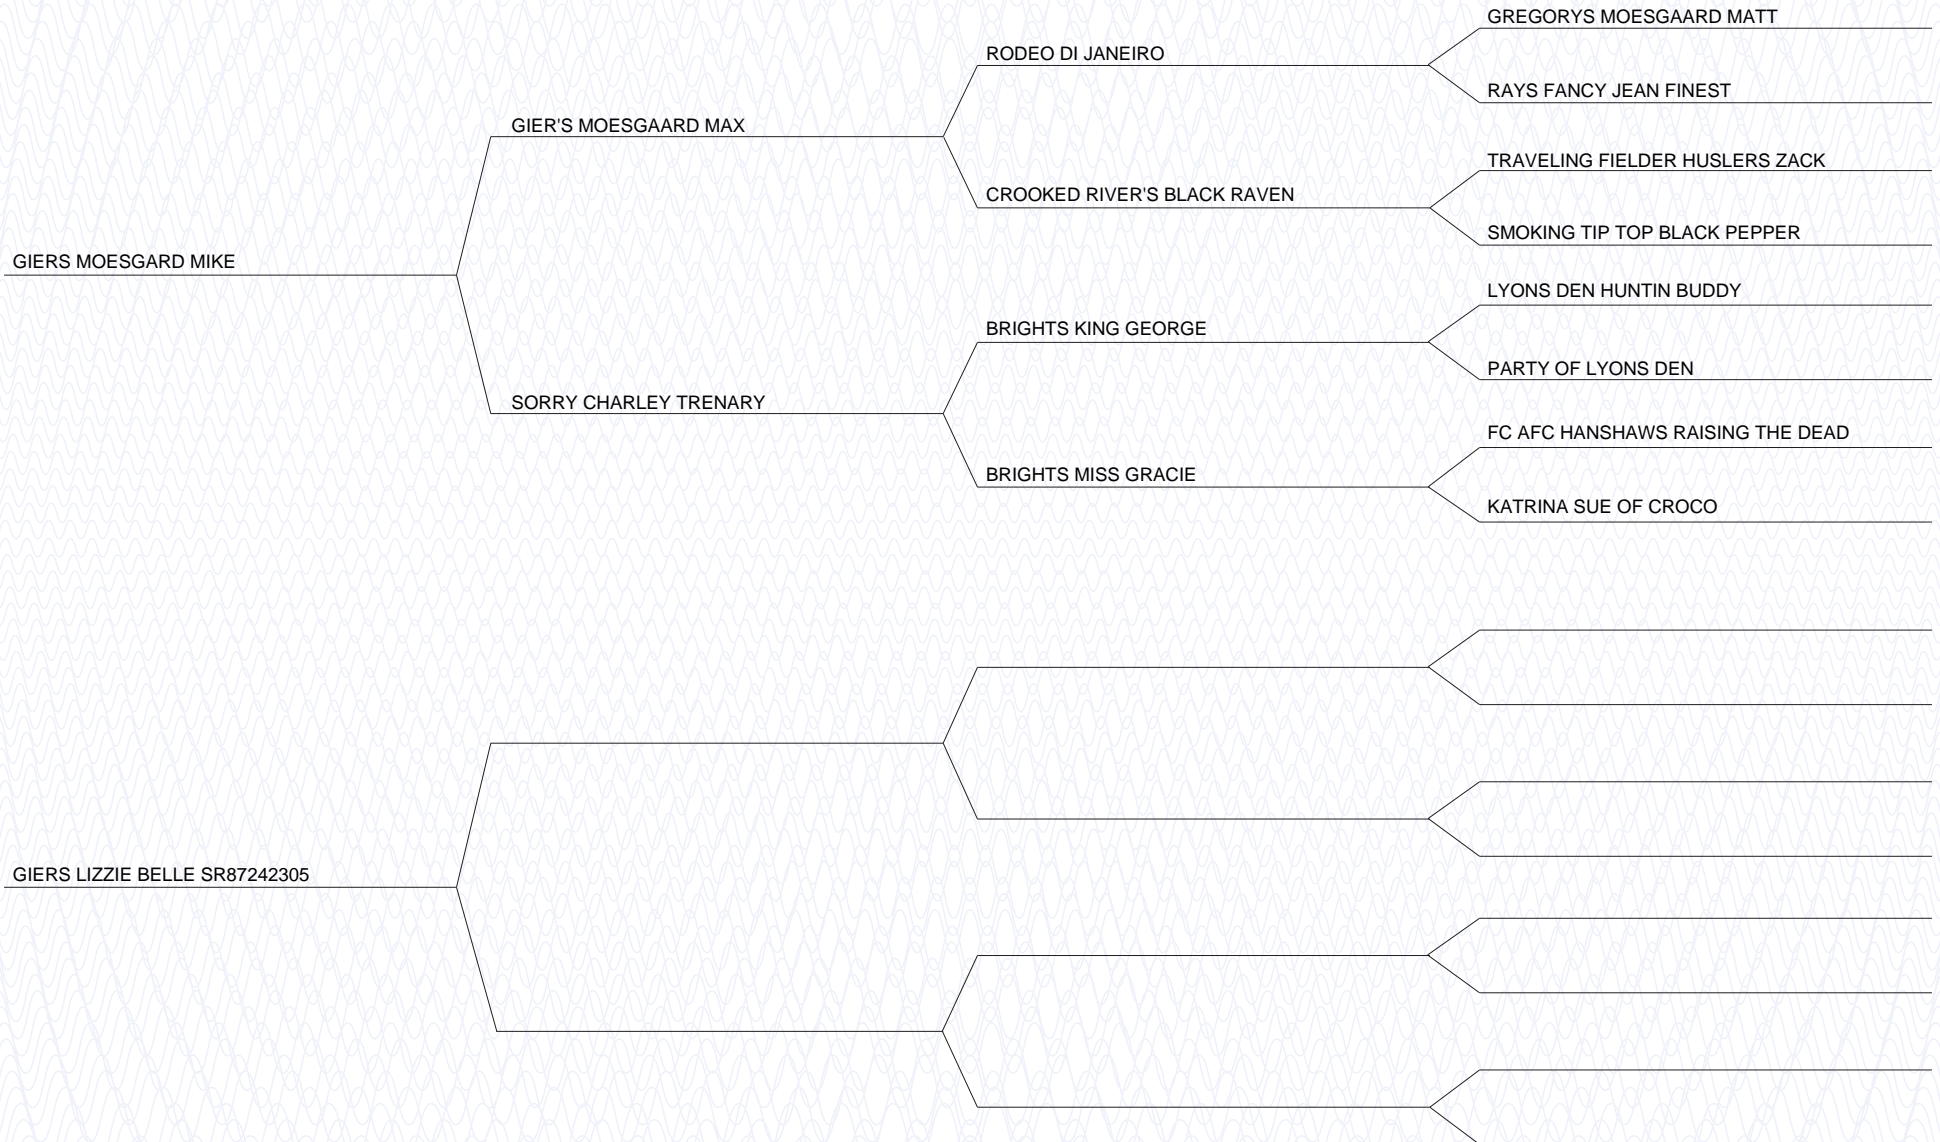 GREGORYS MOESGAARD MATT
RODEO DI JANEIRO
RAYS FANCY JEAN FINEST
GIER'S MOESGAARD MAX
TRAVELING FIELDER HUSLERS ZACK
CROOKED RIVER'S BLACK RAVEN
SMOKING TIP TOP BLACK PEPPER
GIERS MOESGARD MIKE
LYONS DEN HUNTIN BUDDY
BRIGHTS KING GEORGE
PARTY OF LYONS DEN
SORRY CHARLEY TRENARY
FC AFC HANSHAWS RAISING THE DEAD
BRIGHTS MISS GRACIE
KATRINA SUE OF CROCO
GIERS LIZZIE BELLE SR87242305